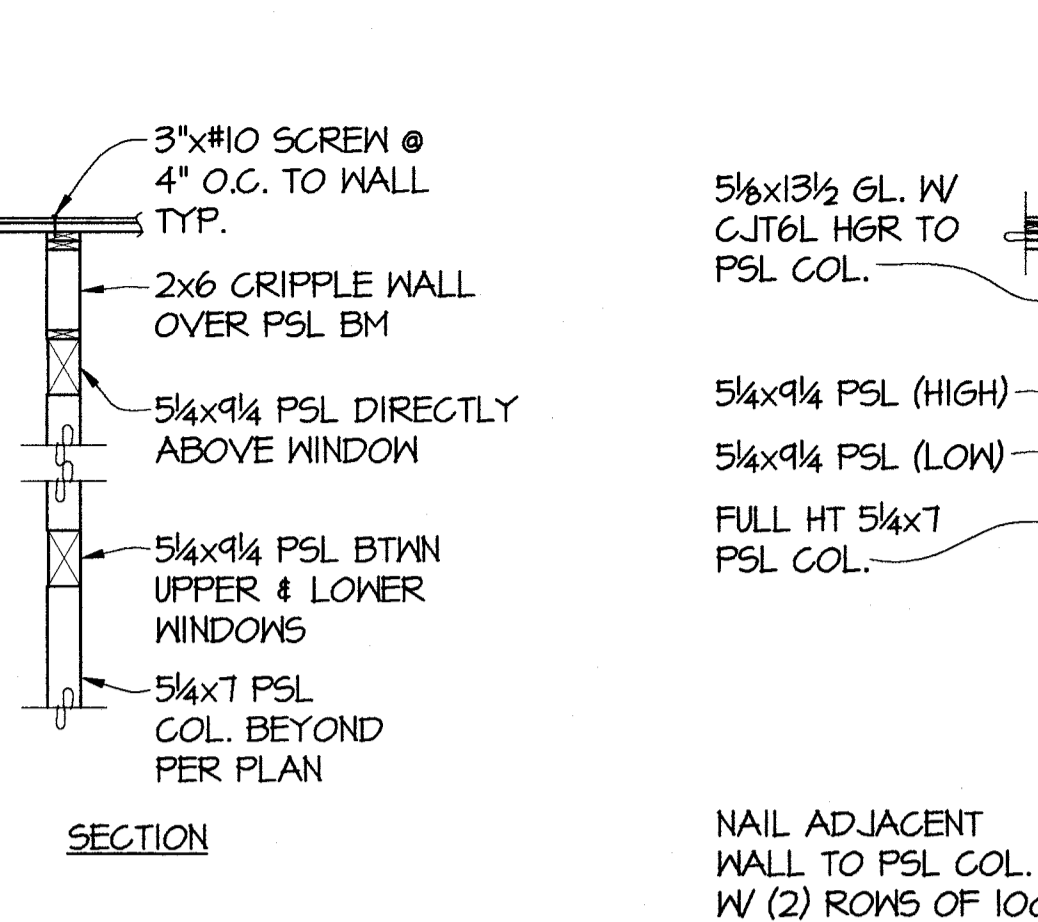 3"x#10 SCREW @
4" O.C. TO WALL
TYP.
2x6 CRIPPLE WALL
OVER PSL BM
5¼x9¼ PSL DIRECTLY
ABOVE WINDOW
5¼x9¼ PSL BTWN
UPPER & LOWER
WINDOWS
5¼x7 PSL
COL. BEYOND
PER PLAN
SECTION
5⅛x13½ GL. W/
CJT6L HGR TO
PSL COL.
5¼x9¼ PSL (HIGH)
5¼x9¼ PSL (LOW)
FULL HT 5¼x7
PSL COL.
NAIL ADJACENT
WALL TO PSL COL.
W/ (2) ROWS OF